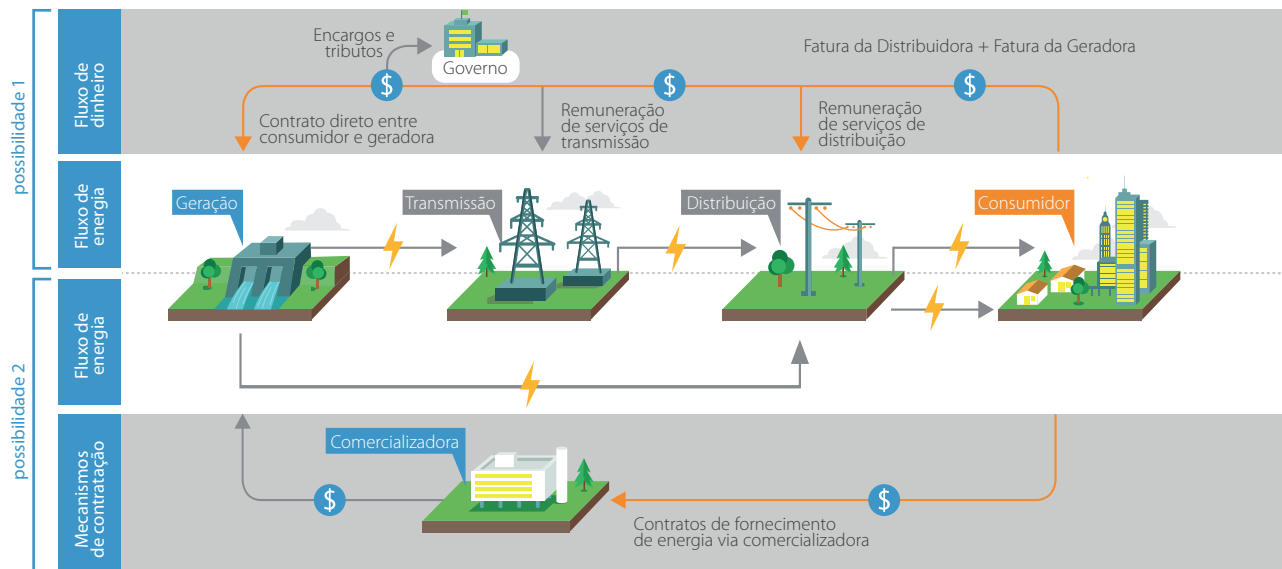 possibilidade 1
Fluxo de
dinheiro
Encargos e
tributos
Governo
Fatura da Distribuidora + Fatura da Geradora
$
$
$
Contrato direto entre
consumidor e geradora
Remuneração
de serviços de
transmissão
Remuneração
de serviços de
distribuição
Fluxo de
energia
Geração
Transmissão
Distribuição
Consumidor
possibilidade 2
Fluxo de
energia
Mecanismos
de contratação
Comercializadora
$
$
Contratos de fornecimento
de energia via comercializadora